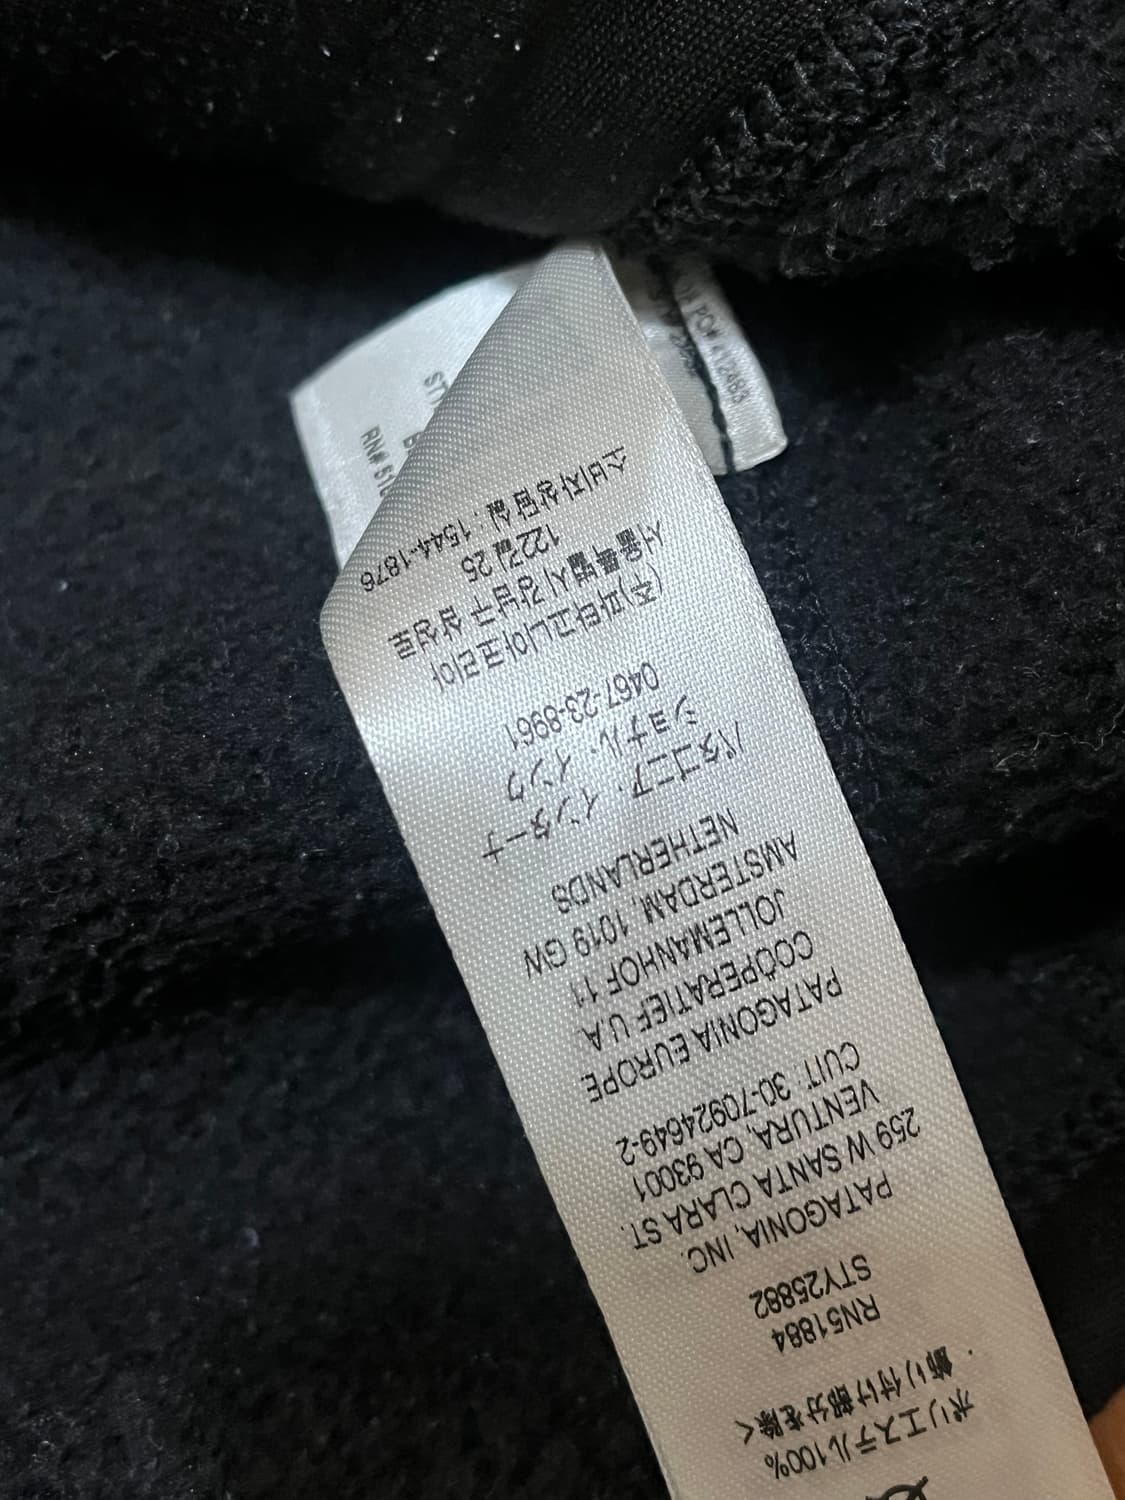 ポリエステル100%
・飾り付け部分を除く
RN51884
STY25882
PATAGONIA, INC.
259 W SANTA CLARA ST.
VENTURA, CA 93001
CUIT: 30-70924649-2
PATAGONIA EUROPE
COÖPERATIEF U.A.
JOLLEMANHOF 11
AMSTERDAM, 1019 GW
NETHERLANDS
パタゴニア・インターナ
ショナル・インク
0467-23-8961
(주)파타고니아코리아
서울특별시 강남구 삼성로
122길 25
소비자상담실 : 1544-1876
RN#